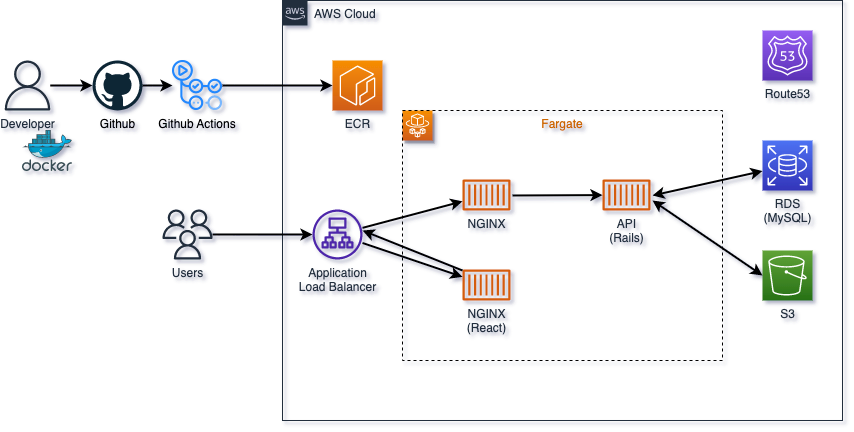 aws
AWS Cloud
53
Route53
Developer
docker
Github
Github Actions
ECR
Fargate
Users
Application
Load Balancer
NGINX
NGINX
(React)
API
(Rails)
RDS
(MySQL)
S3